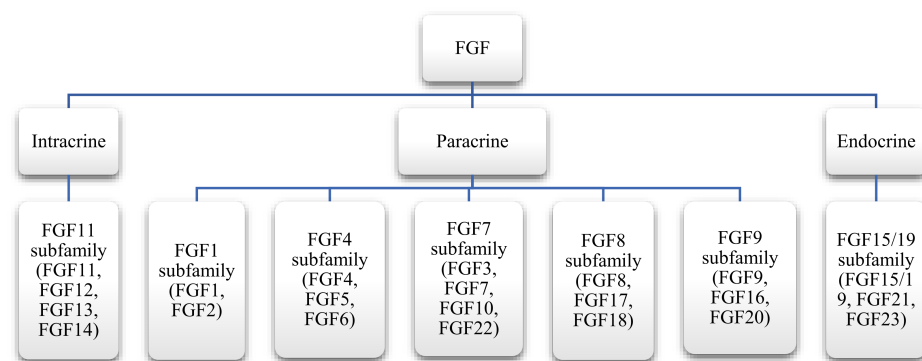 FGF
Intracrine
Paracrine
Endocrine
FGF11
subfamily
(FGF11,
FGF12,
FGF13,
FGF14)
FGF1
subfamily
(FGF1,
FGF2)
FGF4
subfamily
(FGF4,
FGF5,
FGF6)
FGF7
subfamily
(FGF3,
FGF7,
FGF10,
FGF22)
FGF8
subfamily
(FGF8,
FGF17,
FGF18)
FGF9
subfamily
(FGF9,
FGF16,
FGF20)
FGF15/19
subfamily
(FGF15/1
9, FGF21,
FGF23)